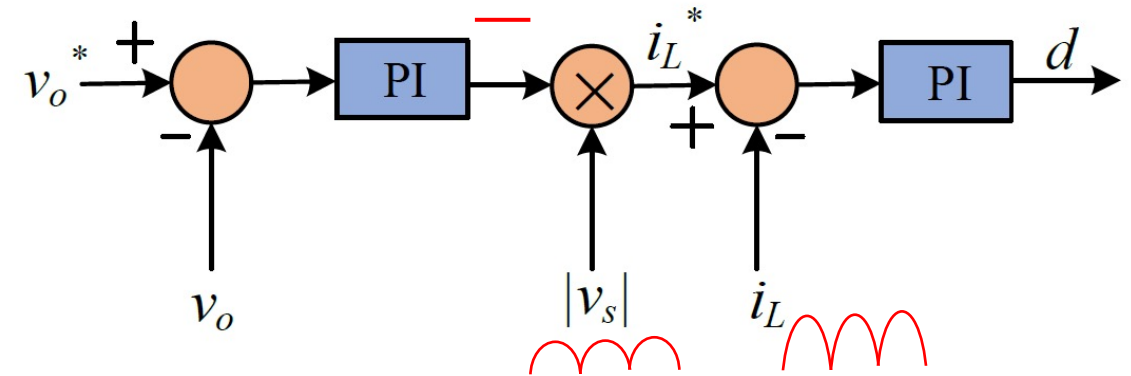 v_o* + − PI × i_L* + − PI d
v_o |v_s| i_L